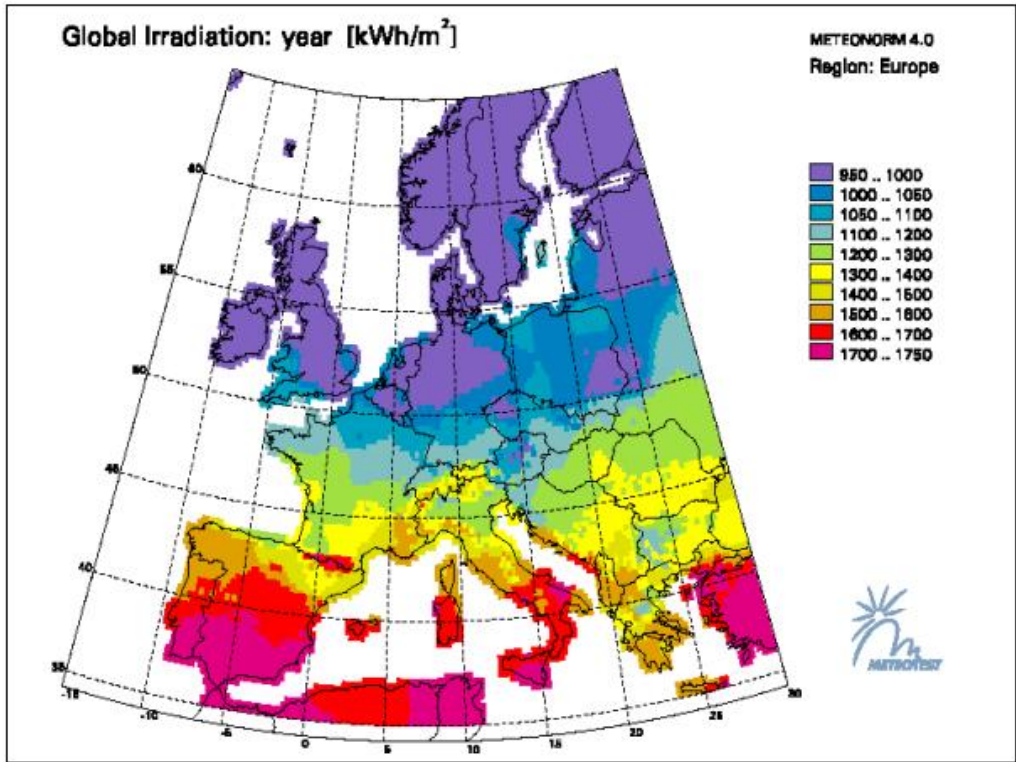 Global Irradiation: year [kWh/m²]
METEONORM 4.0
Region: Europe
950 .. 1000
1000 .. 1050
1050 .. 1100
1100 .. 1200
1200 .. 1300
1300 .. 1400
1400 .. 1500
1500 .. 1600
1600 .. 1700
1700 .. 1750
60
55
50
45
40
35
-15
-10
-5
0
5
10
15
20
25
30
METEOTEST